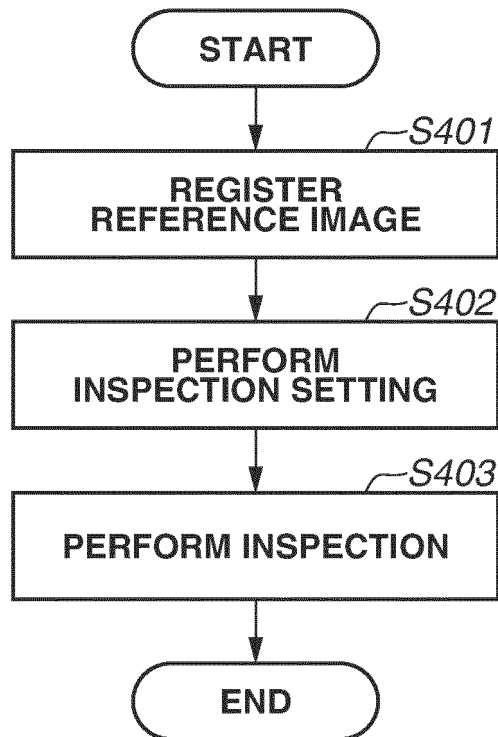 START
S401
REGISTER
REFERENCE IMAGE
S402
PERFORM
INSPECTION SETTING
S403
PERFORM INSPECTION
END